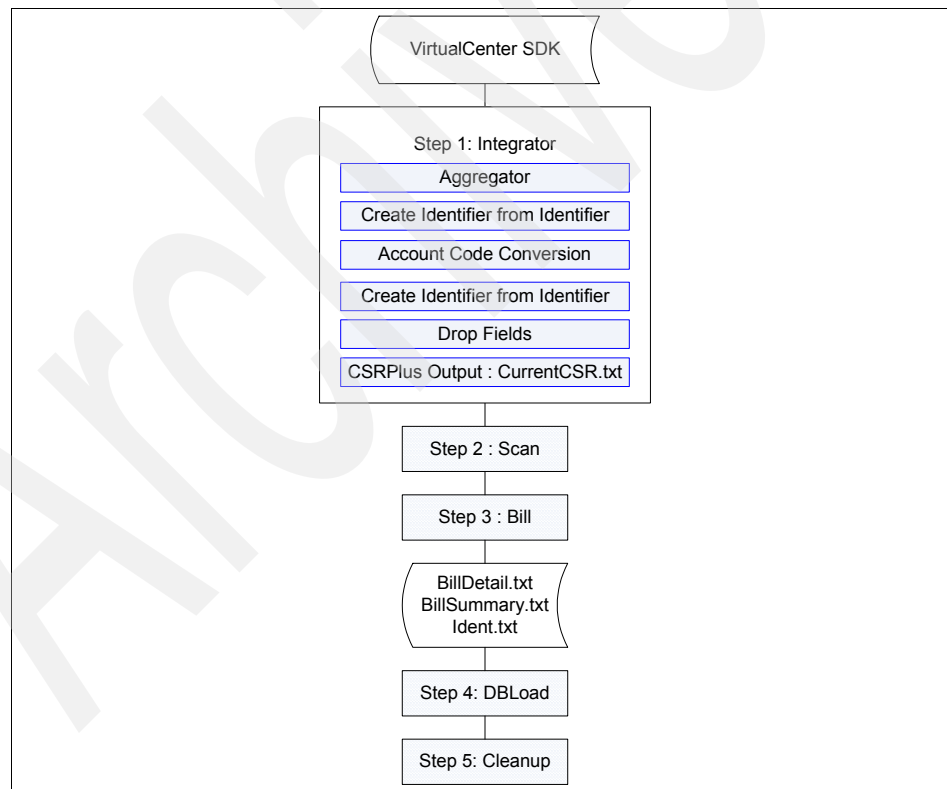 VirtualCenter SDK
Step 1: Integrator
Aggregator
Create Identifier from Identifier
Account Code Conversion
Create Identifier from Identifier
Drop Fields
CSRPlus Output : CurrentCSR.txt
Step 2 : Scan
Step 3 : Bill
BillDetail.txt
BillSummary.txt
Ident.txt
Step 4: DBLoad
Step 5: Cleanup
Archive